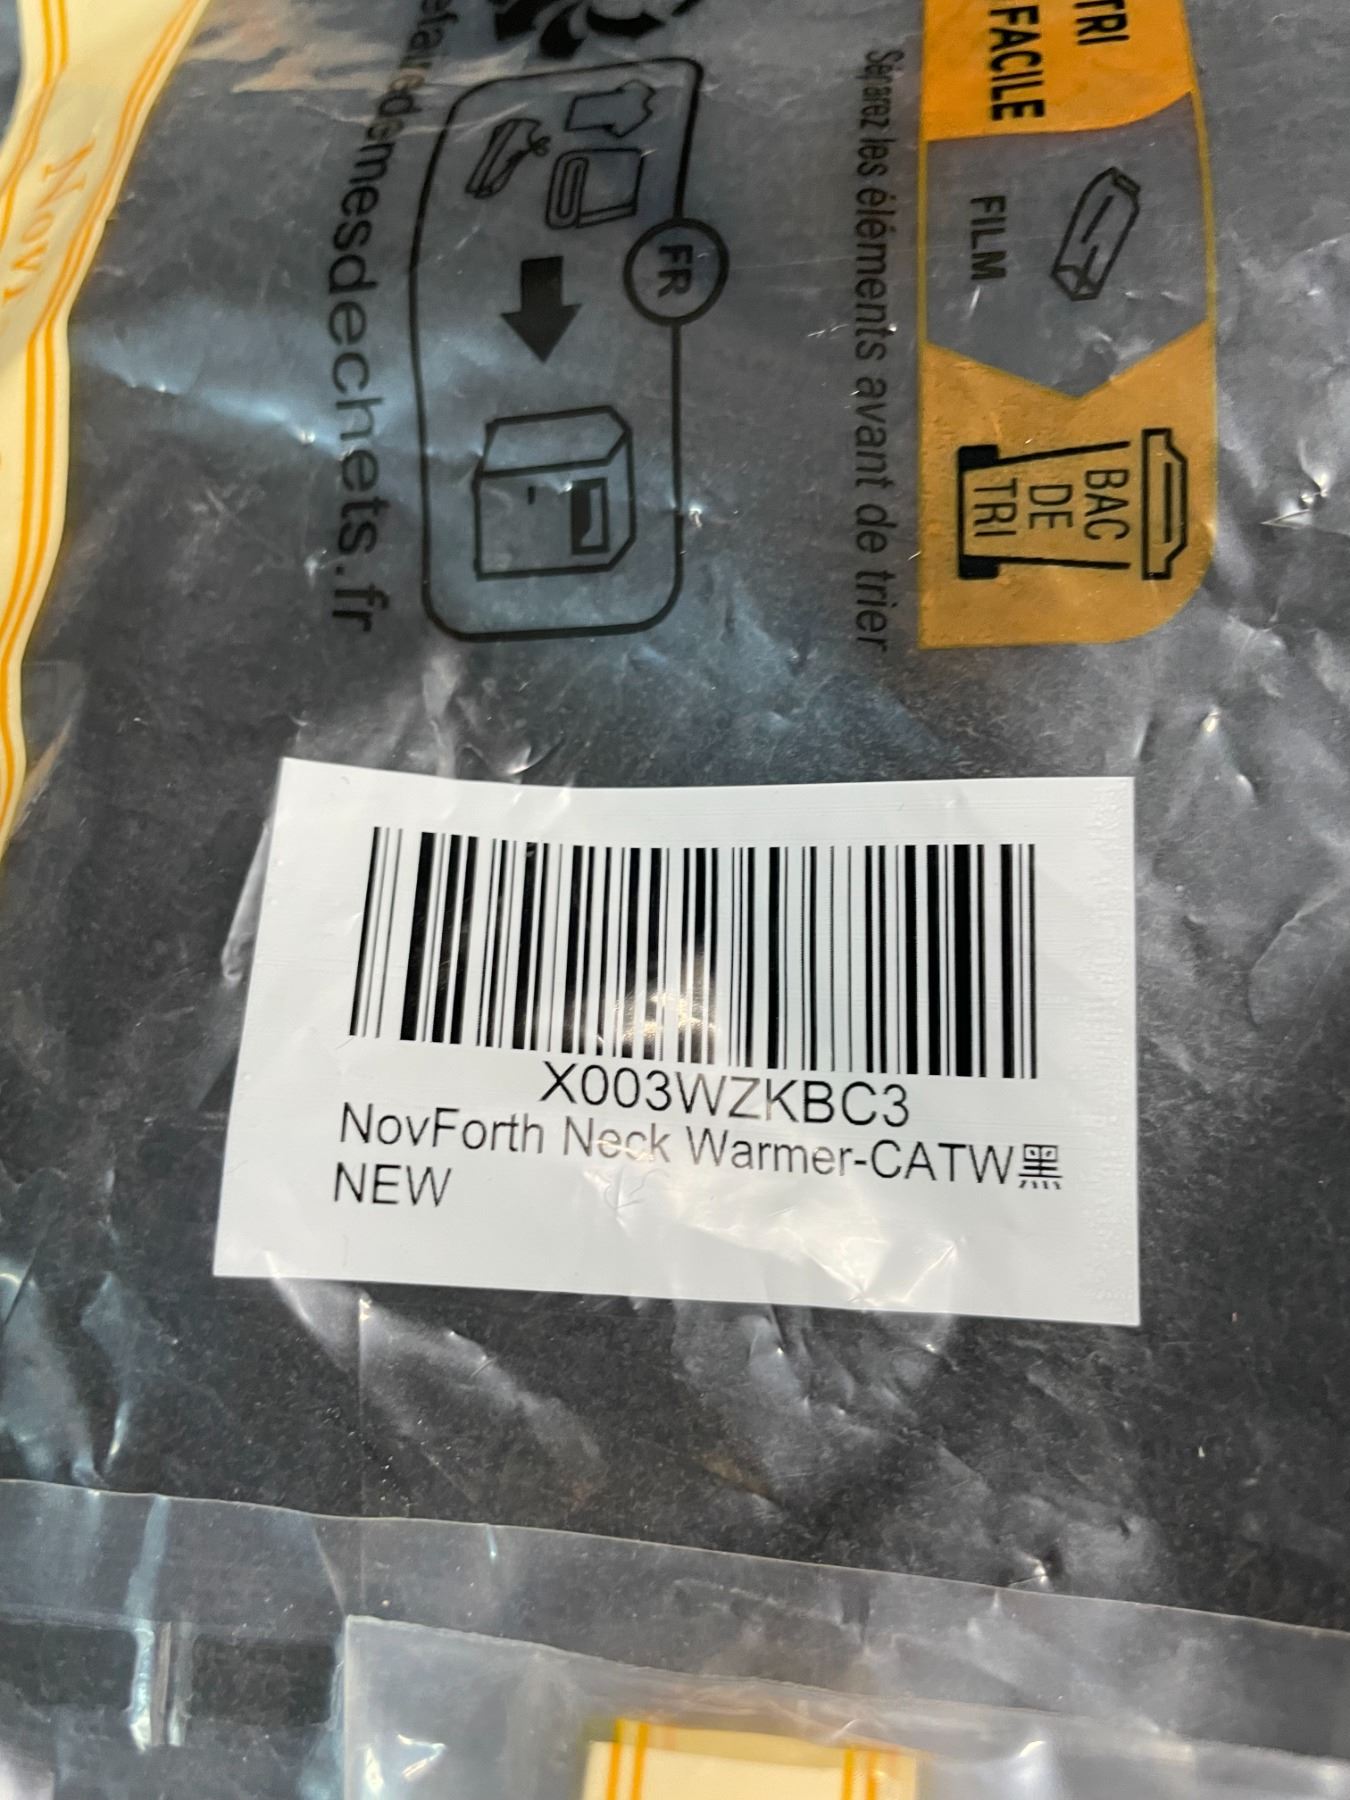 TRI
FACILE
FILM
BAC
DE
TRI
Séparez les éléments avant de trier
FR
efairedemesdechets.fr
X003WZKBC3
NovForth Neck Warmer-CATW黑
NEW